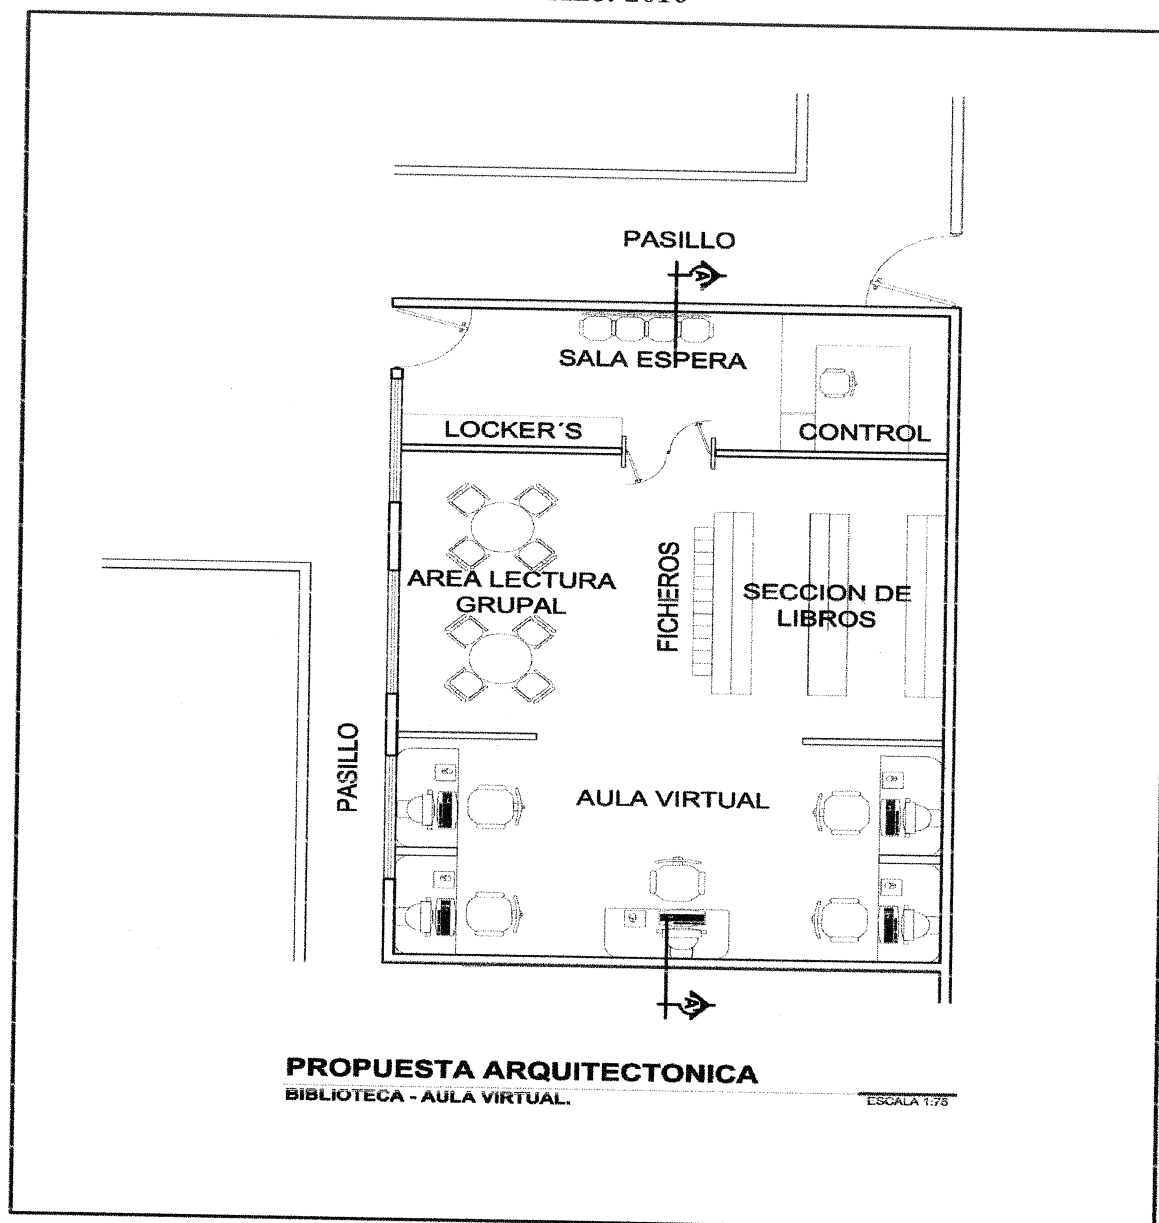 PASILLO
A
SALA ESPERA
LOCKER´S
CONTROL
AREA LECTURA
GRUPAL
FICHEROS
SECCION DE
LIBROS
PASILLO
AULA VIRTUAL
A
PROPUESTA ARQUITECTONICA
BIBLIOTECA - AULA VIRTUAL.
ESCALA 1:75